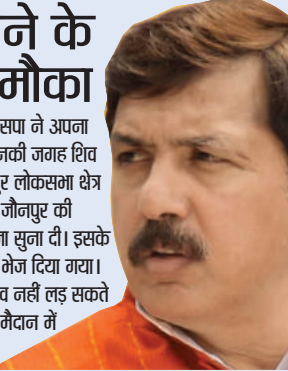 ने के
मौका
सपा ने अपना
नकी जगह शिव
र लोकसभा क्षेत्र
जौनपुर की
ना सुना दी। इसके
भेज दिया गया।
व नहीं लड़ सकते
मैदान में